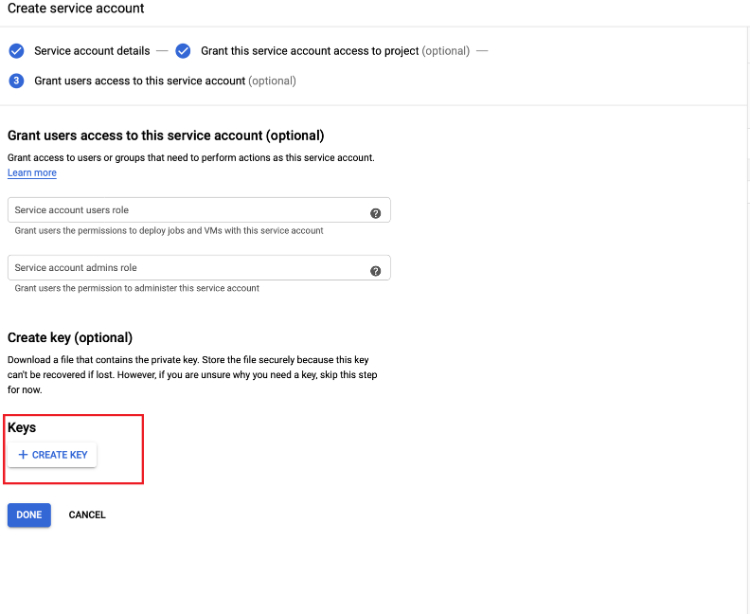 Create service account
Service account details — Grant this service account access to project (optional) —
3 Grant users access to this service account (optional)
Grant users access to this service account (optional)
Grant access to users or groups that need to perform actions as this service account.
Learn more
Service account users role ?
Grant users the permissions to deploy jobs and VMs with this service account
Service account admins role ?
Grant users the permission to administer this service account
Create key (optional)
Download a file that contains the private key. Store the file securely because this key
can't be recovered if lost. However, if you are unsure why you need a key, skip this step
for now.
Keys
+ CREATE KEY
DONE CANCEL